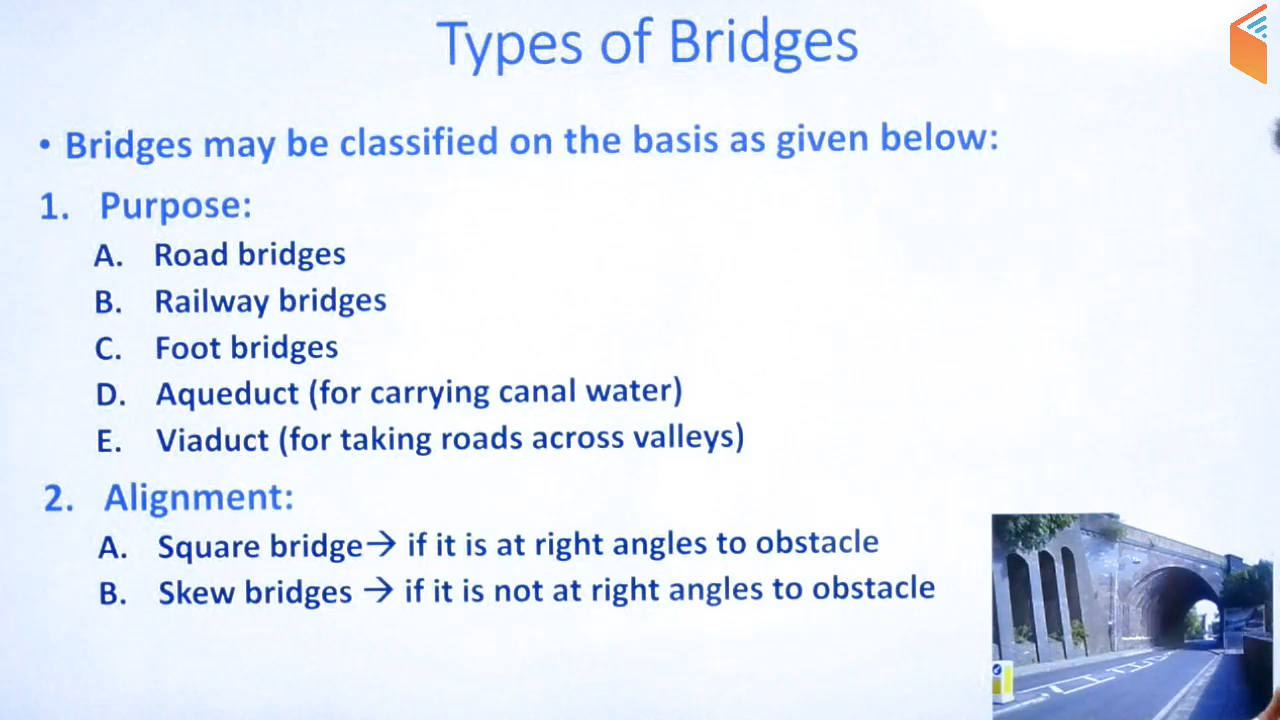 Types of Bridges
• Bridges may be classified on the basis as given below:
1. Purpose:
A. Road bridges
B. Railway bridges
C. Foot bridges
D. Aqueduct (for carrying canal water)
E. Viaduct (for taking roads across valleys)
2. Alignment:
A. Square bridge→ if it is at right angles to obstacle
B. Skew bridges → if it is not at right angles to obstacle